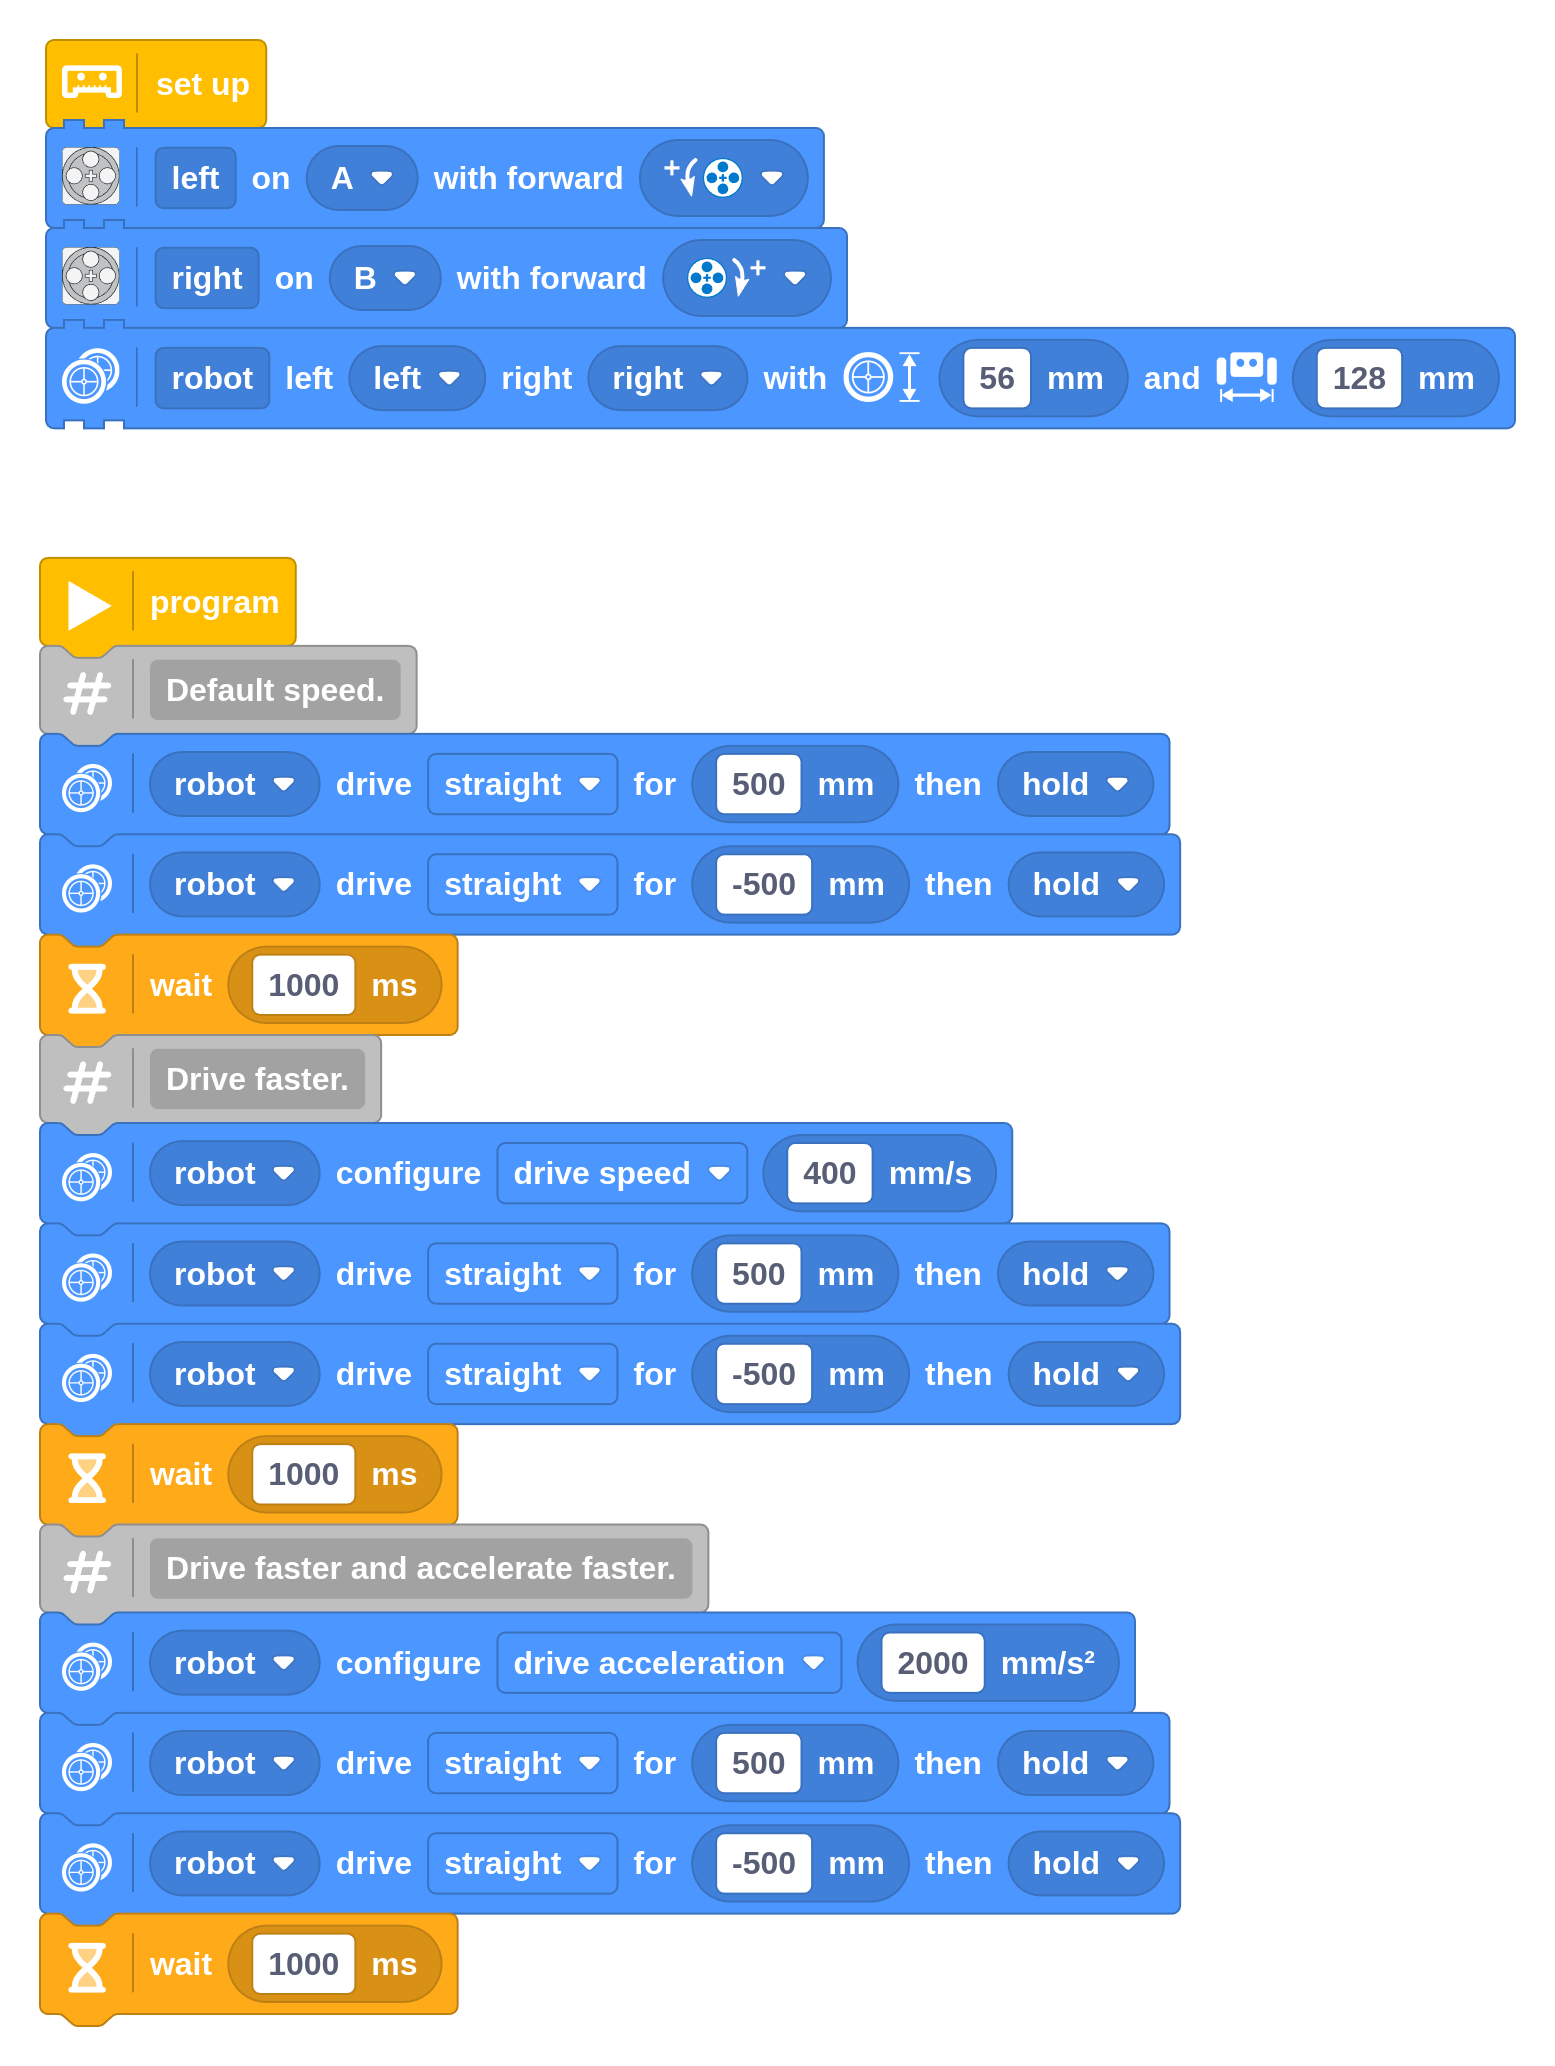 set up
left on A with forward +
right on B with forward +
robot left left right right with 56 mm and 128 mm
program
# Default speed.
robot drive straight for 500 mm then hold
robot drive straight for -500 mm then hold
wait 1000 ms
# Drive faster.
robot configure drive speed 400 mm/s
robot drive straight for 500 mm then hold
robot drive straight for -500 mm then hold
wait 1000 ms
# Drive faster and accelerate faster.
robot configure drive acceleration 2000 mm/s²
robot drive straight for 500 mm then hold
robot drive straight for -500 mm then hold
wait 1000 ms